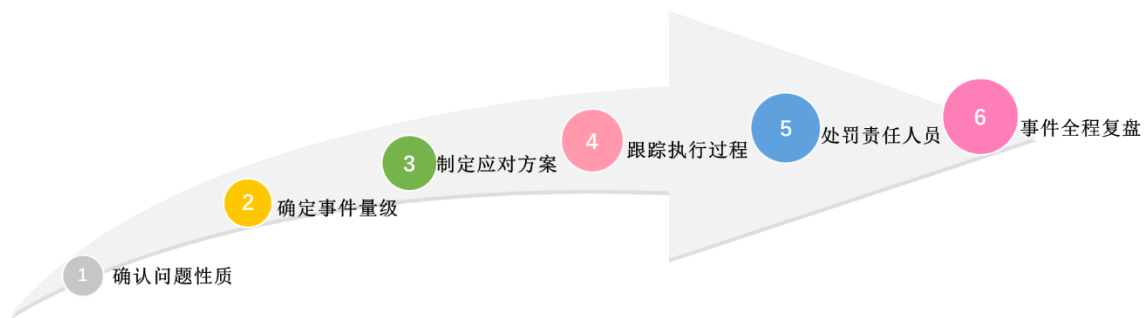 1 确认问题性质
2 确定事件量级
3 制定应对方案
4 跟踪执行过程
5 处罚责任人员
6 事件全程复盘